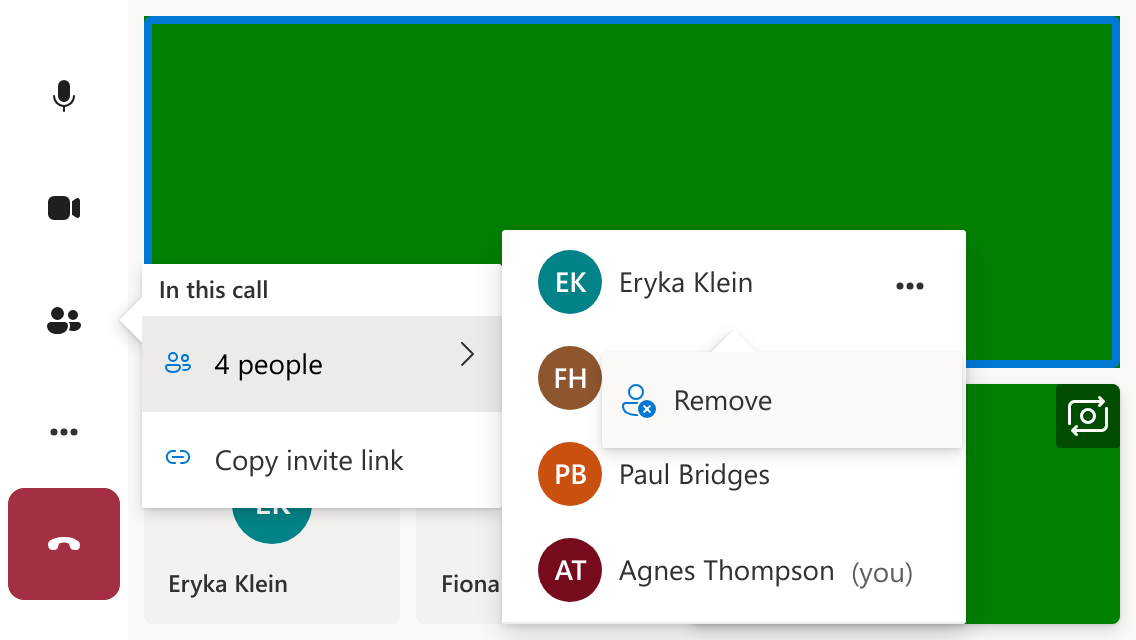 In this call
4 people
Copy invite link
EK Eryka Klein
FH
Remove
PB Paul Bridges
AT Agnes Thompson (you)
EK
Eryka Klein
Fiona